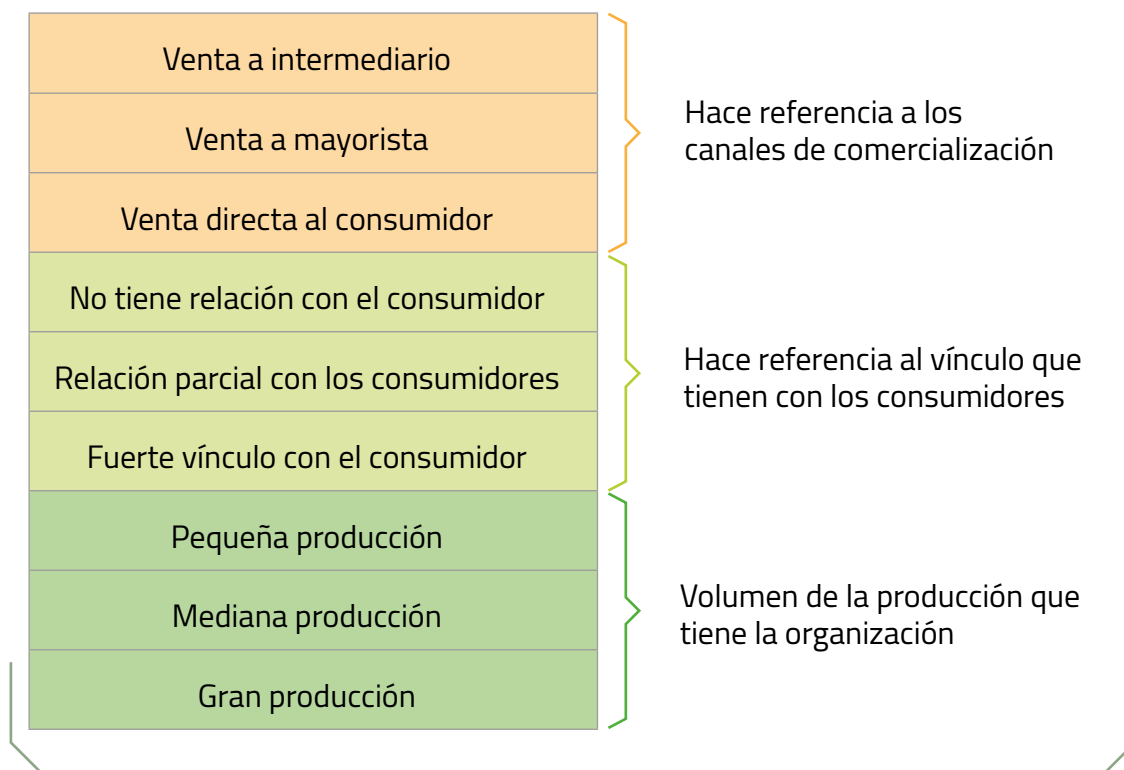 Venta a intermediario
Venta a mayorista
Venta directa al consumidor
Hace referencia a los
canales de comercialización
No tiene relación con el consumidor
Relación parcial con los consumidores
Fuerte vínculo con el consumidor
Hace referencia al vínculo que
tienen con los consumidores
Pequeña producción
Mediana producción
Gran producción
Volumen de la producción que
tiene la organización